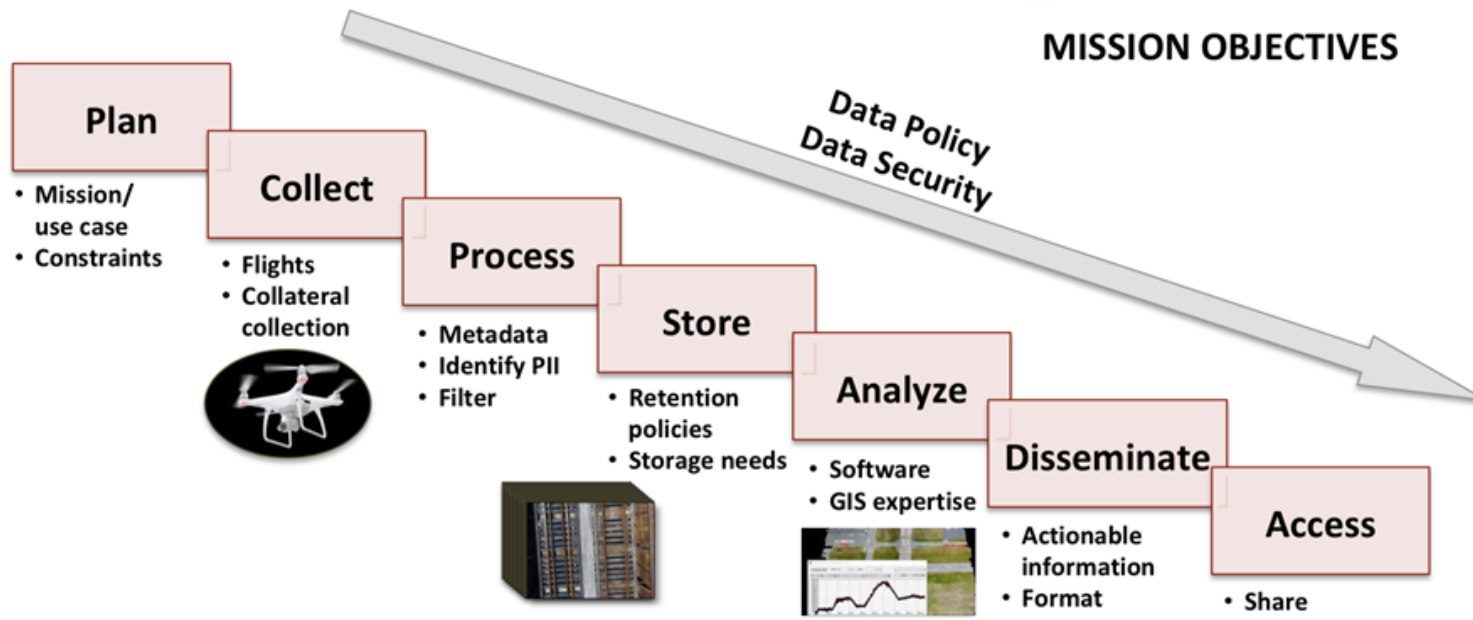 MISSION OBJECTIVES
Data Policy
Data Security
Plan
• Mission/
use case
• Constraints
Collect
• Flights
• Collateral
collection
Process
• Metadata
• Identify PII
• Filter
Store
• Retention
policies
• Storage needs
Analyze
• Software
• GIS expertise
Disseminate
• Actionable
information
• Format
Access
• Share